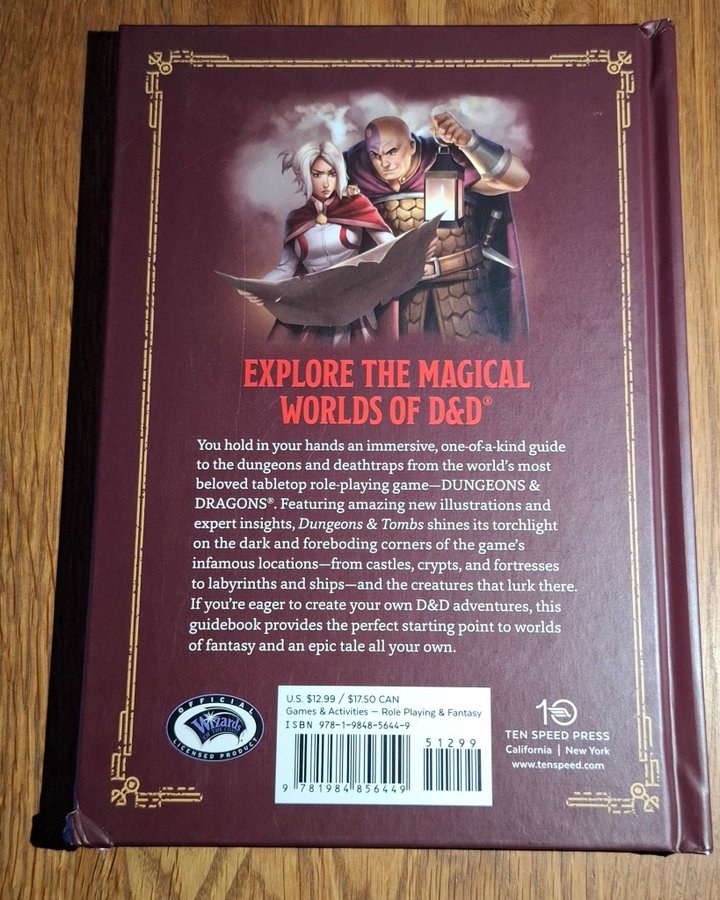 EXPLORE THE MAGICAL
WORLDS OF D&D®
You hold in your hands an immersive, one-of-a-kind guide
to the dungeons and deathtraps from the world's most
beloved tabletop role-playing game—DUNGEONS &
DRAGONS®. Featuring amazing new illustrations and
expert insights, Dungeons & Tombs shines its torchlight
on the dark and foreboding corners of the game's
infamous locations—from castles, crypts, and fortresses
to labyrinths and ships—and the creatures that lurk there.
If you're eager to create your own D&D adventures, this
guidebook provides the perfect starting point to worlds
of fantasy and an epic tale all your own.
OFFICIAL
Wizards
OF THE COAST
LICENSED PRODUCT
U.S. $12.99 / $17.50 CAN
Games & Activities — Role Playing & Fantasy
ISBN 978-1-9848-5644-9
51299
9 781984 856449
10
TEN SPEED PRESS
California | New York
www.tenspeed.com